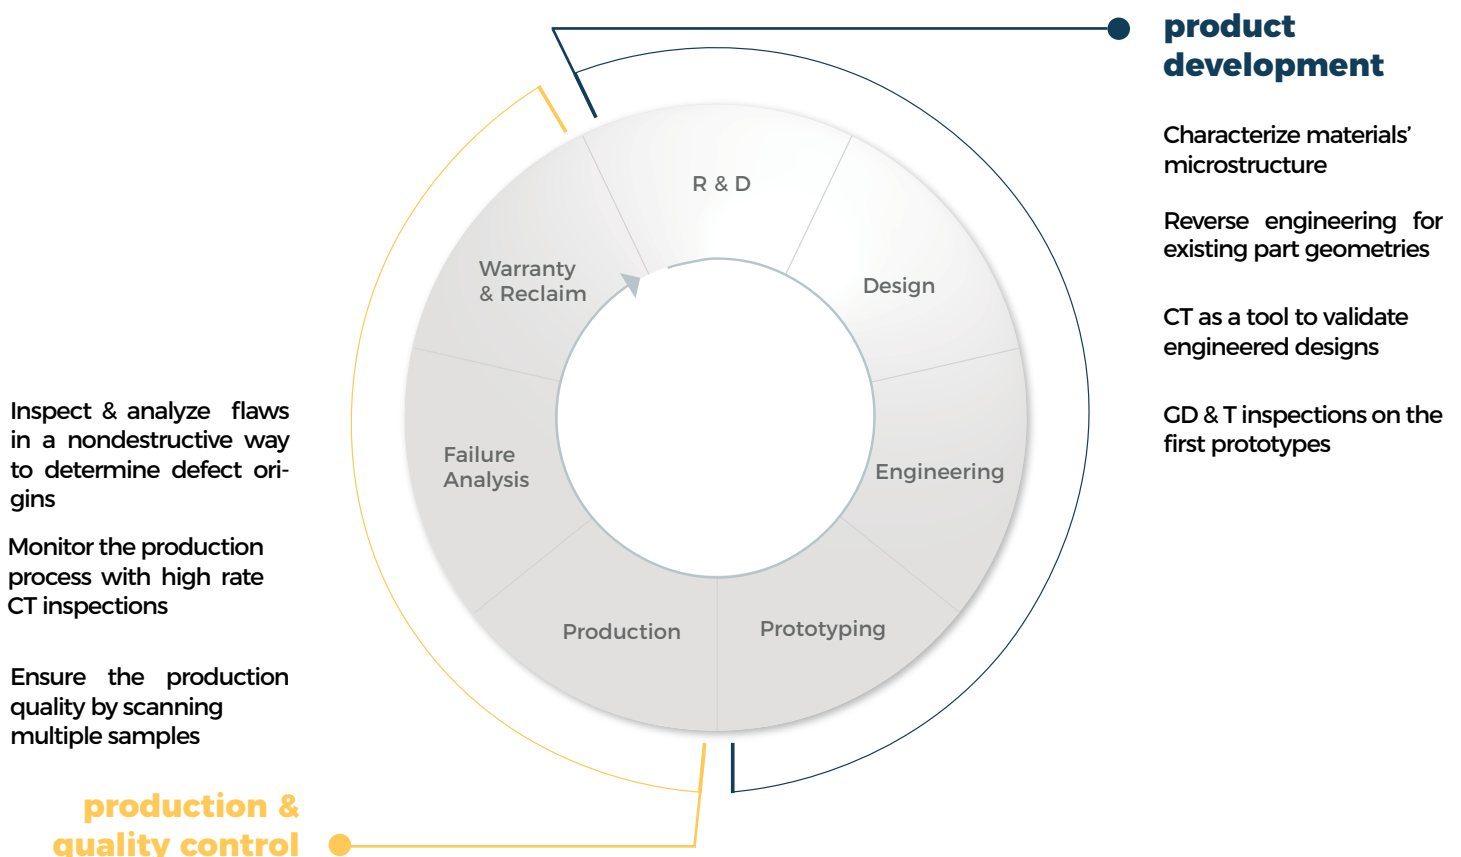 product
development
Characterize materials’
microstructure
Reverse engineering for
existing part geometries
CT as a tool to validate
engineered designs
GD & T inspections on the
first prototypes
R & D
Design
Engineering
Prototyping
Production
Failure
Analysis
Warranty
& Reclaim
Inspect & analyze flaws
in a nondestructive way
to determine defect ori-
gins
Monitor the production
process with high rate
CT inspections
Ensure the production
quality by scanning
multiple samples
production &
quality control